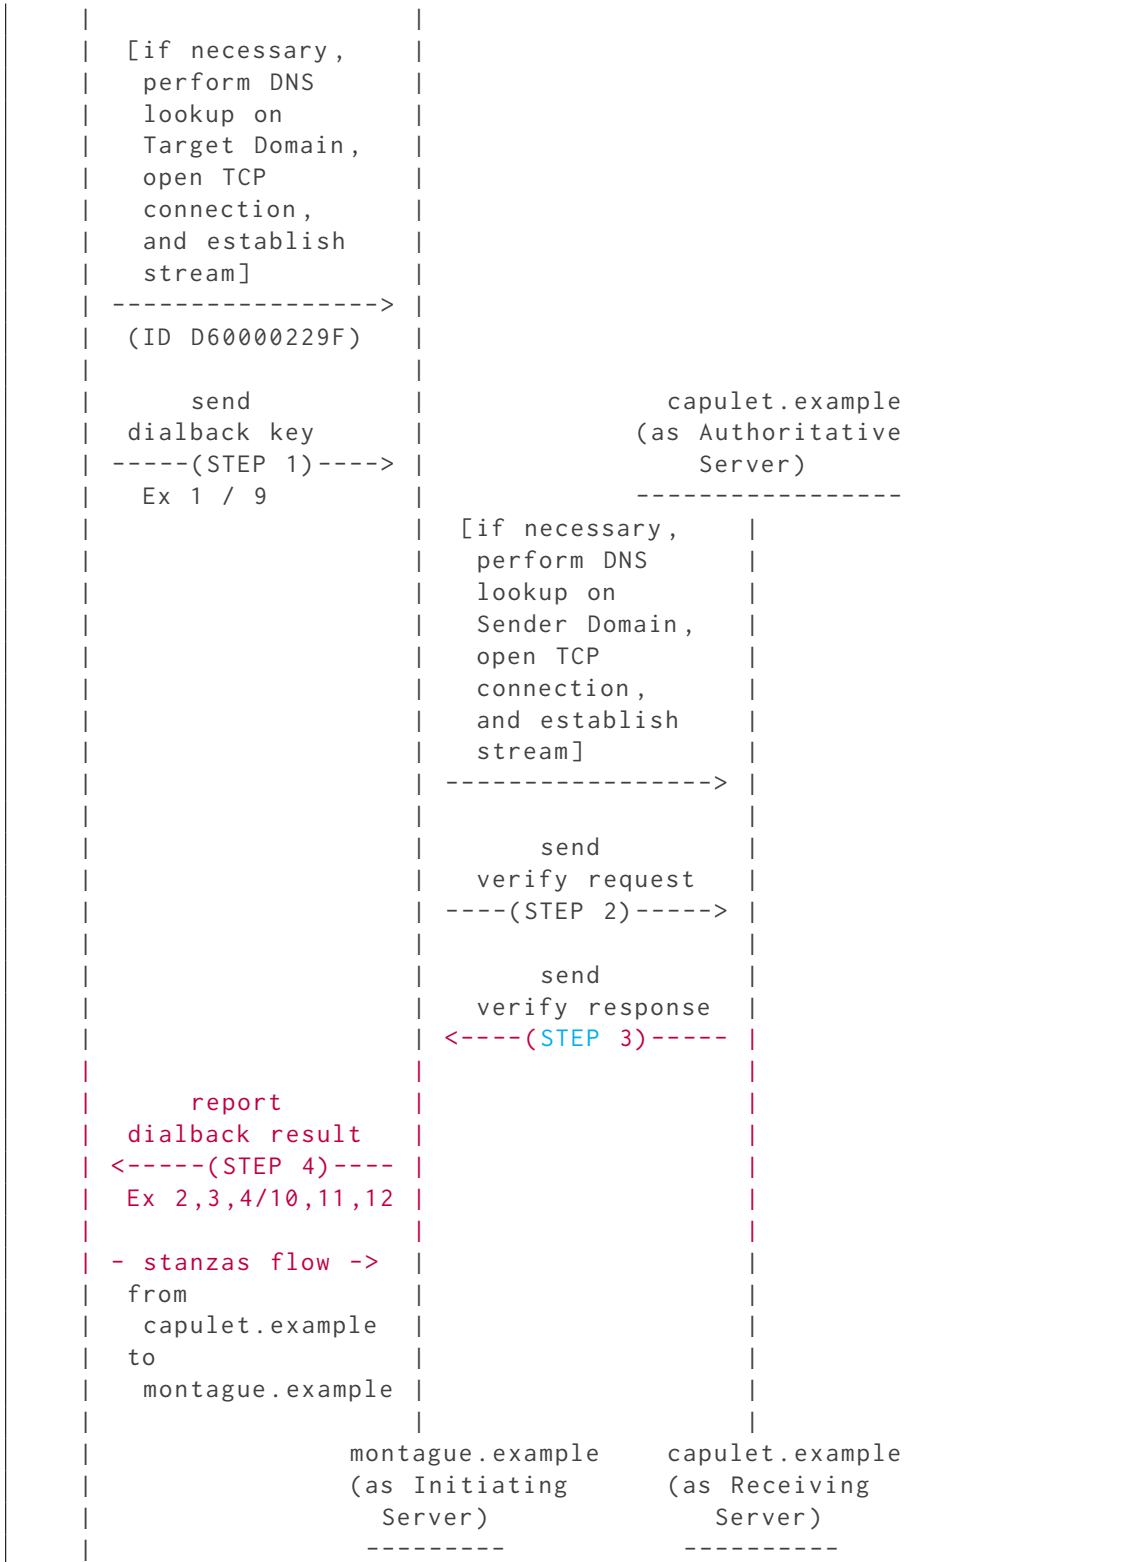 |                    |
|  [if necessary,    |
|   perform DNS      |
|   lookup on        |
|   Target Domain,   |
|   open TCP         |
|   connection,      |
|   and establish    |
|   stream]          |
| -----------------> |
|  (ID D60000229F)   |
|                    |
|      send          |               capulet.example
|  dialback key      |             (as Authoritative
| -----(STEP 1)----> |                 Server)
|   Ex 1 / 9         |             -----------------
|                    |  [if necessary,    |
|                    |   perform DNS      |
|                    |   lookup on        |
|                    |   Sender Domain,   |
|                    |   open TCP         |
|                    |   connection,      |
|                    |   and establish    |
|                    |   stream]          |
|                    | -----------------> |
|                    |                    |
|                    |       send         |
|                    |   verify request   |
|                    | ----(STEP 2)-----> |
|                    |                    |
|                    |       send         |
|                    |   verify response  |
|                    | <----(STEP 3)----- |
|                    |                    |
|      report        |                    |
|  dialback result   |                    |
| <-----(STEP 4)---- |                    |
|  Ex 2,3,4/10,11,12 |                    |
|                    |                    |
| - stanzas flow ->  |                    |
|  from              |                    |
|   capulet.example  |                    |
|  to                |                    |
|   montague.example |                    |
|                    |                    |
|                montague.example    capulet.example
|                (as Initiating      (as Receiving
|                  Server)              Server)
|                 ---------           ----------